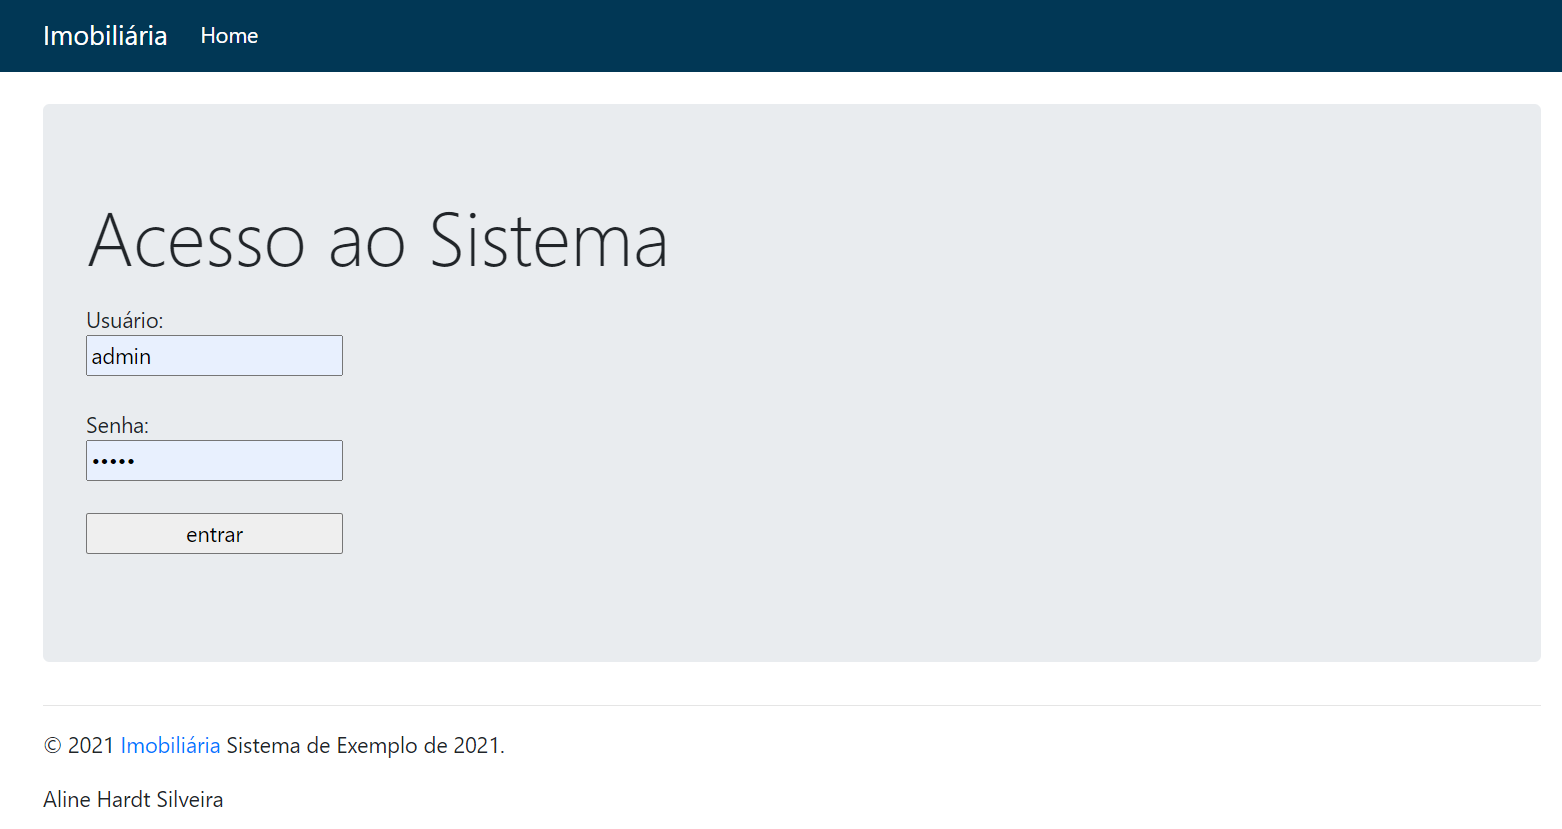 Imobiliária Home
Acesso ao Sistema
Usuário:
admin
Senha:
•••••
entrar
© 2021 Imobiliária Sistema de Exemplo de 2021.
Aline Hardt Silveira